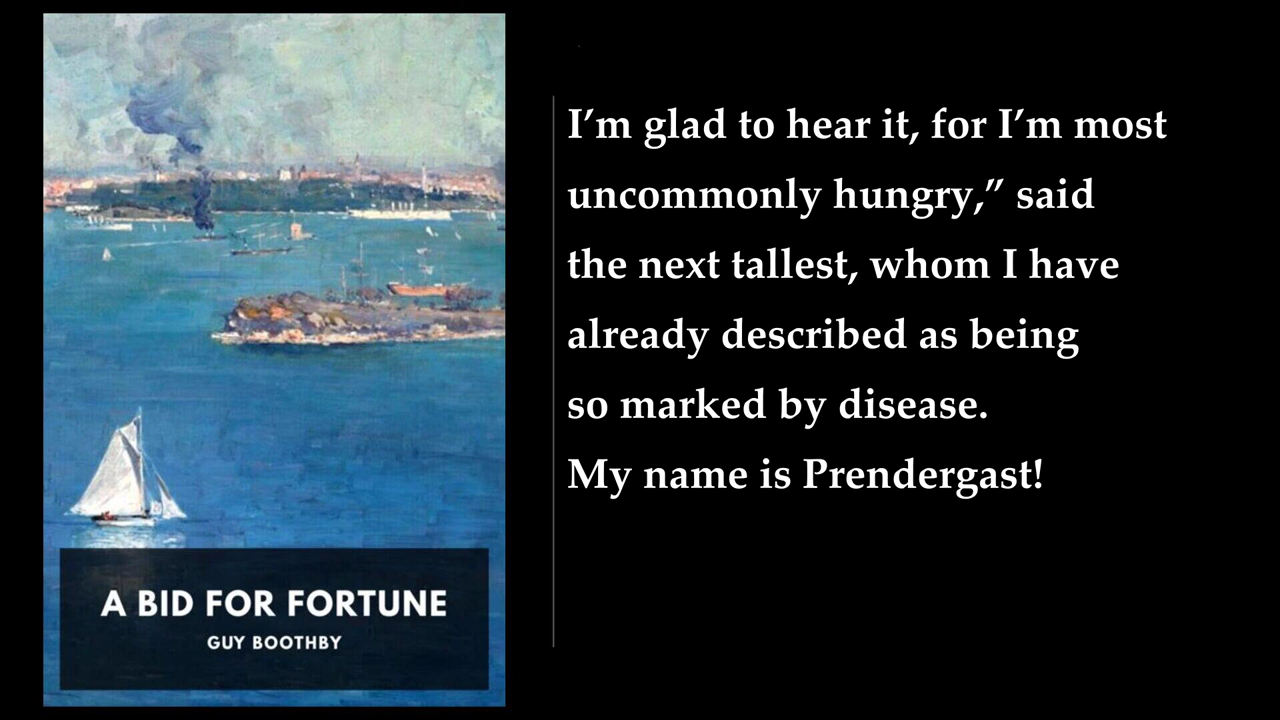 I’m glad to hear it, for I’m most
uncommonly hungry,” said
the next tallest, whom I have
already described as being
so marked by disease.
My name is Prendergast!
A BID FOR FORTUNE
GUY BOOTHBY